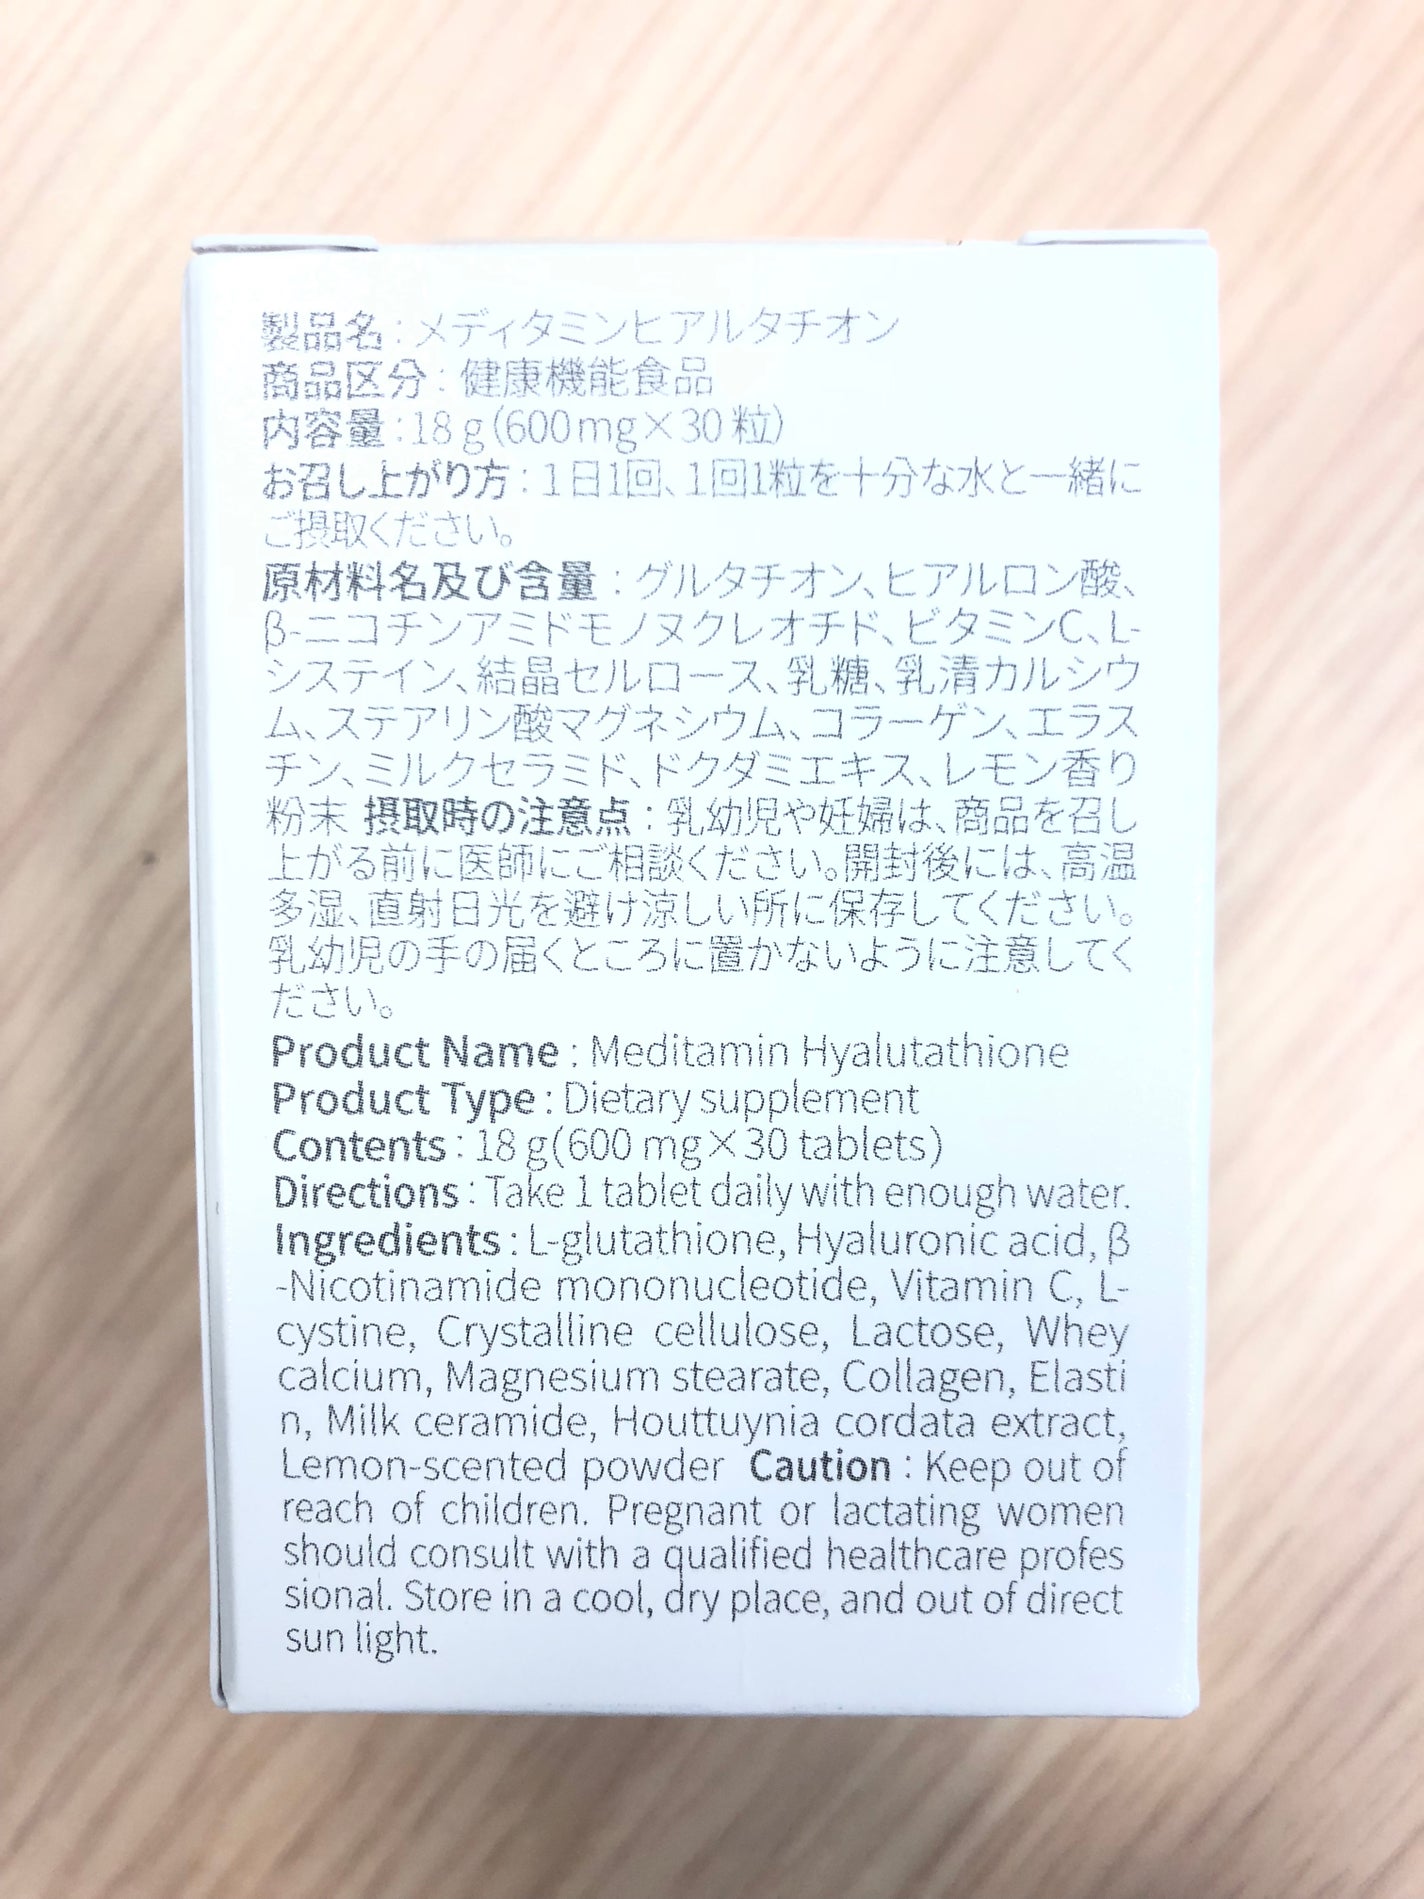 製品名 : メディタミンヒアルタチオン
商品区分 : 健康機能食品
内容量 : 18 g (600mg×30 粒)
お召し上がり方 : 1日1回、1回1粒を十分な水と一緒に
ご摂取ください。
原材料名及び含量 : グルタチオン、ヒアルロン酸、
β-ニコチンアミドモノヌクレオチド、ビタミンC、L-
システイン、結晶セルロース、乳糖、乳清カルシウ
ム、ステアリン酸マグネシウム、コラーゲン、エラス
チン、ミルクセラミド、ドクダミエキス、レモン香り
粉末 摂取時の注意点 : 乳幼児や妊婦は、商品を召し
上がる前に医師にご相談ください。開封後には、高温
多湿、直射日光を避け涼しい所に保存してください。
乳幼児の手の届くところに置かないように注意してく
ださい。
Product Name : Meditamin Hyalutathione
Product Type : Dietary supplement
Contents : 18 g(600 mg×30 tablets)
Directions : Take 1 tablet daily with enough water.
Ingredients : L-glutathione, Hyaluronic acid, β
-Nicotinamide mononucleotide, Vitamin C, L-
cystine, Crystalline cellulose, Lactose, Whey
calcium, Magnesium stearate, Collagen, Elasti
n, Milk ceramide, Houttuynia cordata extract,
Lemon-scented powder Caution : Keep out of
reach of children. Pregnant or lactating women
should consult with a qualified healthcare profes
sional. Store in a cool, dry place, and out of direct
sun light.